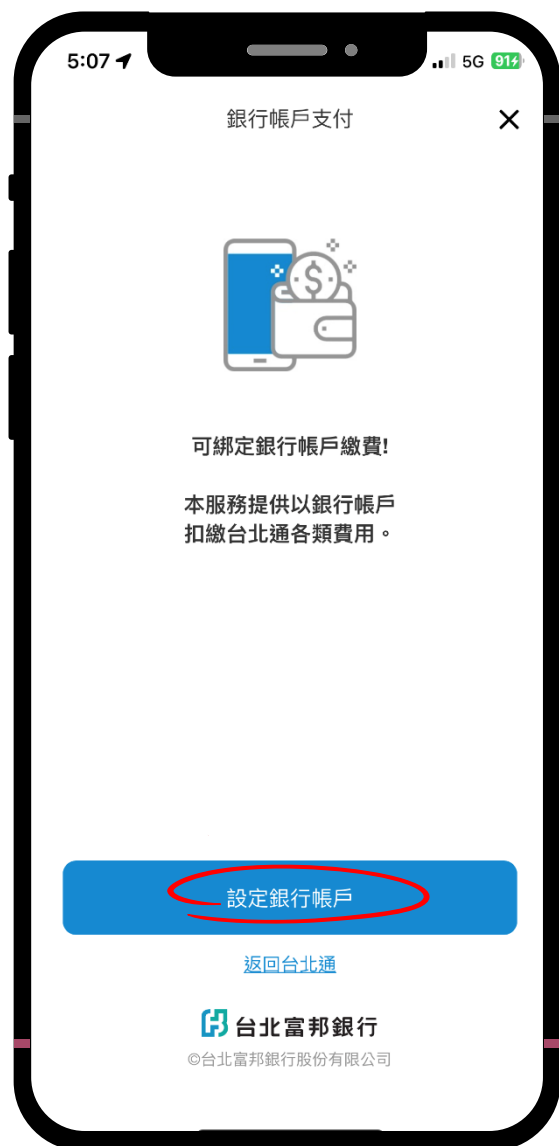 5:07
5G 91
銀行帳戶支付
$
可綁定銀行帳戶繳費!
本服務提供以銀行帳戶
扣繳台北通各類費用。
設定銀行帳戶
返回台北通
台北富邦銀行
©台北富邦銀行股份有限公司